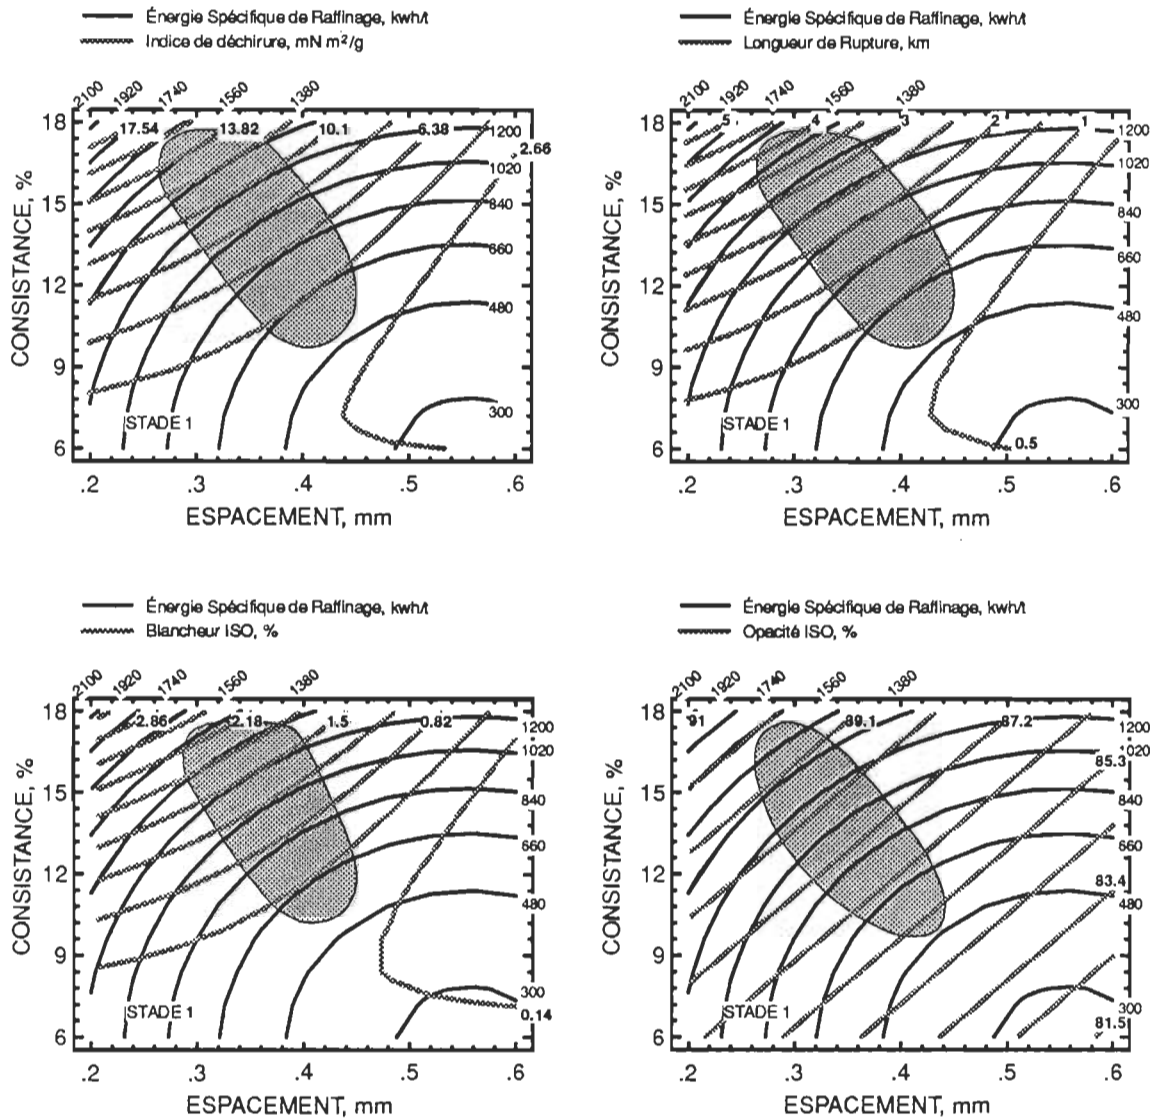 Énergie Spécifique de Raffinage, kwh/t
Indice de déchirure, mN m²/g
2100 1920 1740 1560 1380
18 17.54 13.82 10.1 6.38 1200
2.66
1020
15 840
660
12
480
9
300
STADE 1
6
.2 .3 .4 .5 .6
CONSISTANCE, %
ESPACEMENT, mm
Énergie Spécifique de Raffinage, kwh/t
Longueur de Rupture, km
2100 1920 1740 1560 1380
18 5 4 3 2 1 1200
1020
15 840
660
12
480
9
300
STADE 1
6 0.5
.2 .3 .4 .5 .6
CONSISTANCE, %
ESPACEMENT, mm
Énergie Spécifique de Raffinage, kwh/t
Blancheur ISO, %
2100 1920 1740 1560 1380
18 2.86 2.18 1.5 0.82 1200
1020
15 840
660
12
480
9
300
STADE 1 0.14
6
.2 .3 .4 .5 .6
CONSISTANCE, %
ESPACEMENT, mm
Énergie Spécifique de Raffinage, kwh/t
Opacité ISO, %
2100 1920 1740 1560 1380
18 91 89.1 87.2 1200
1020
85.3
15 840
660
12 83.4
480
9
300
STADE 1 81.5
6
.2 .3 .4 .5 .6
CONSISTANCE, %
ESPACEMENT, mm